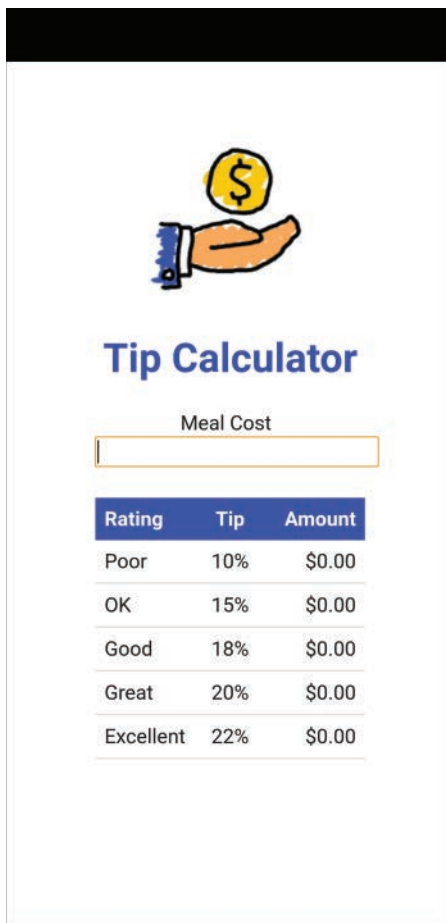 $
Tip Calculator
Meal Cost
Rating Tip Amount
Poor 10% $0.00
OK 15% $0.00
Good 18% $0.00
Great 20% $0.00
Excellent 22% $0.00